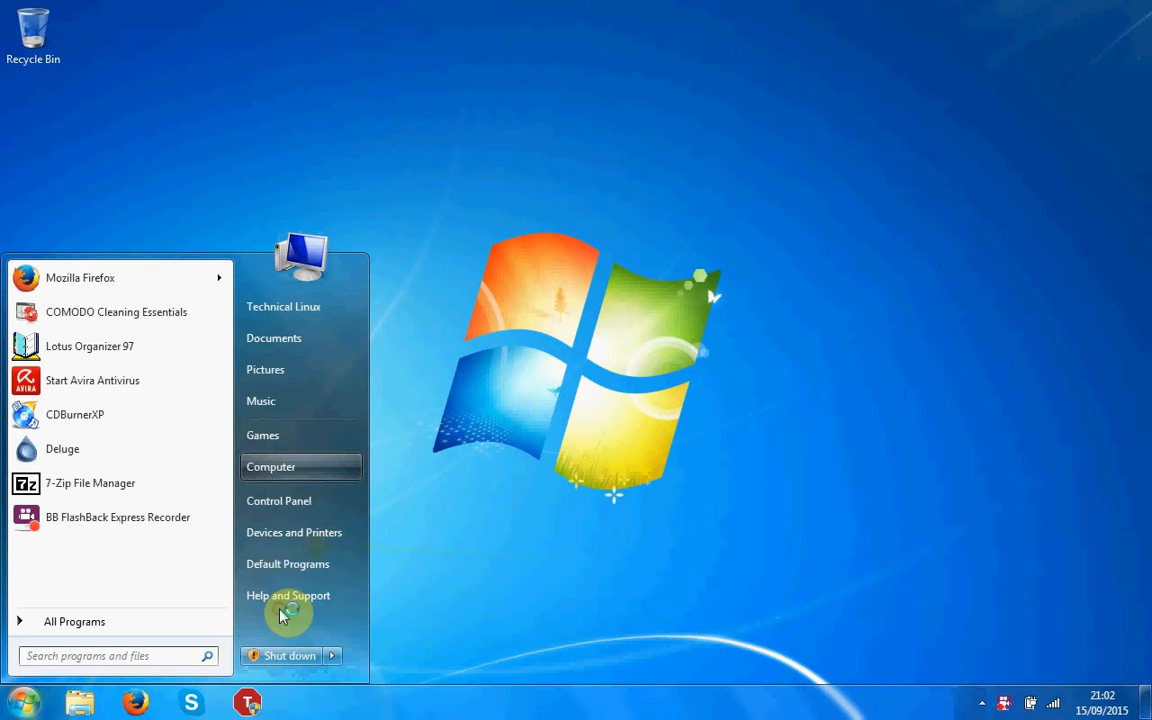 Recycle Bin
Mozilla Firefox
COMODO Cleaning Essentials
Lotus Organizer 97
Start Avira Antivirus
CDBurnerXP
Deluge
7-Zip File Manager
BB FlashBack Express Recorder
All Programs
Search programs and files
Technical Linux
Documents
Pictures
Music
Games
Computer
Control Panel
Devices and Printers
Default Programs
Help and Support
Shut down
21:02
15/09/2015